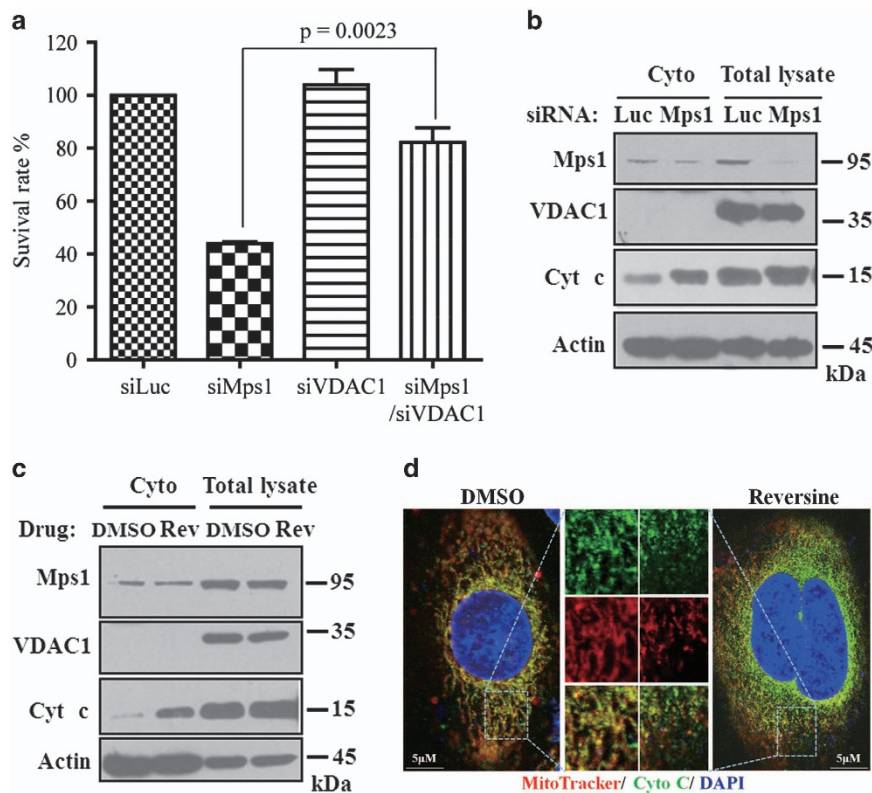 a
p = 0.0023
Suvival rate %
120
100
80
60
40
20
0
siLuc siMps1 siVDAC1 siMps1
/siVDAC1
b
Cyto Total lysate
siRNA: Luc Mps1 Luc Mps1
Mps1 95
VDAC1 35
Cyt c 15
Actin 45
kDa
c
Cyto Total lysate
Drug: DMSO Rev DMSO Rev
Mps1 95
VDAC1 35
Cyt c 15
Actin 45
kDa
d
DMSO Reversine
5μM 5μM
MitoTracker/ Cyto C/ DAPI